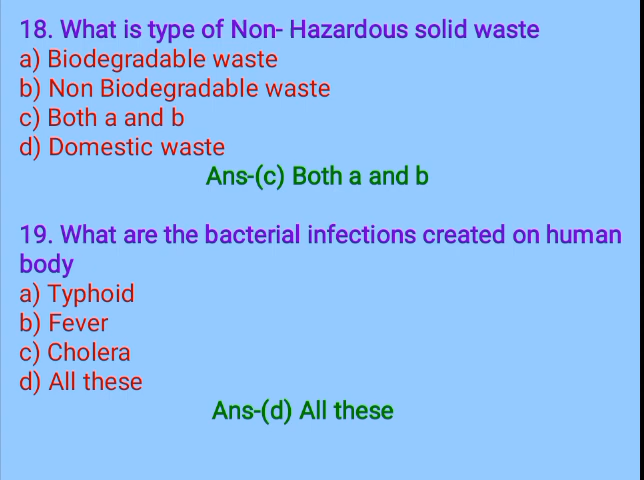 18. What is type of Non- Hazardous solid waste
a) Biodegradable waste
b) Non Biodegradable waste
c) Both a and b
d) Domestic waste
Ans-(c) Both a and b
19. What are the bacterial infections created on human
body
a) Typhoid
b) Fever
c) Cholera
d) All these
Ans-(d) All these